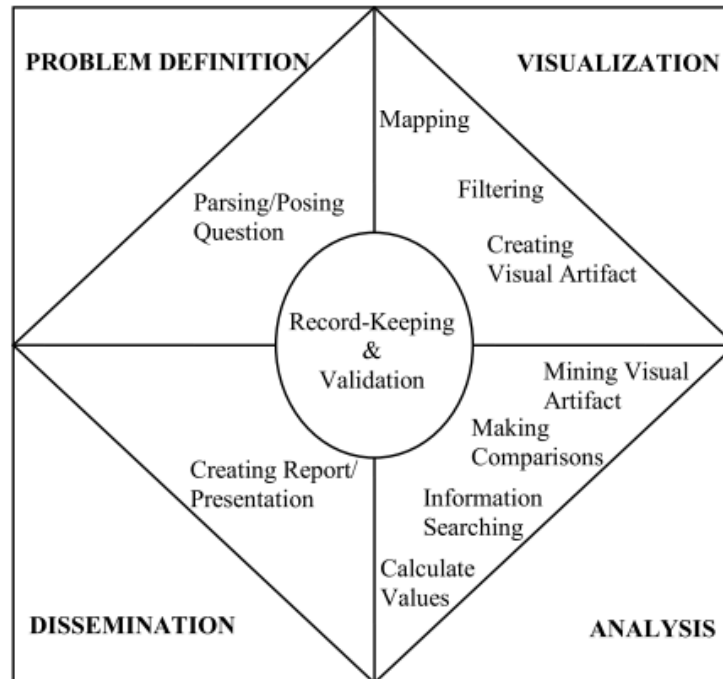 PROBLEM DEFINITION
VISUALIZATION
Mapping
Parsing/Posing
Question
Filtering
Creating
Visual Artifact
Record-Keeping
&
Validation
Mining Visual
Artifact
Making
Comparisons
Creating Report/
Presentation
Information
Searching
Calculate
Values
DISSEMINATION
ANALYSIS